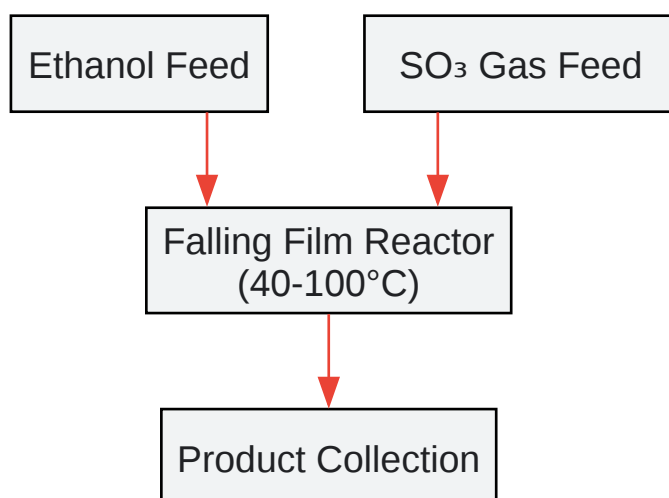 Ethanol Feed
SO₃ Gas Feed
Falling Film Reactor
(40-100°C)
Product Collection